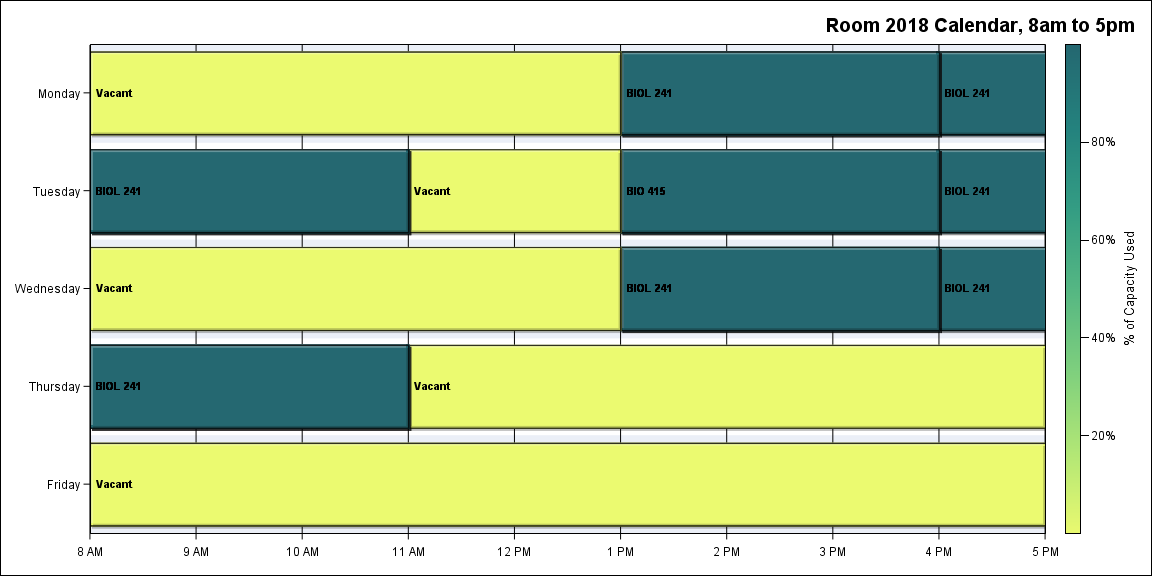 Room 2018 Calendar, 8am to 5pm
Monday
Vacant
BIOL 241
BIOL 241
Tuesday
BIOL 241
Vacant
BIO 415
BIOL 241
Wednesday
Vacant
BIOL 241
BIOL 241
Thursday
BIOL 241
Vacant
Friday
Vacant
8 AM
9 AM
10 AM
11 AM
12 PM
1 PM
2 PM
3 PM
4 PM
5 PM
80%
60%
40%
20%
% of Capacity Used